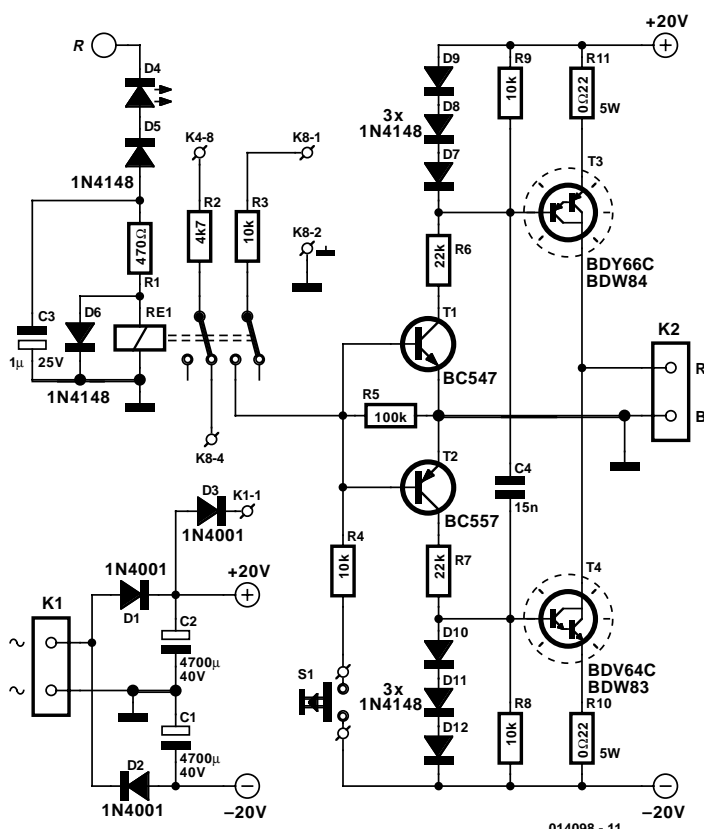 +20V
R
D4
D5
1N4148
K4-8
K8-1
R2
4k7
R3
10k
K8-2
470Ω
R1
D6
RE1
C3
1μ
25V
1N4148
K8-4
D9
D8
3x
1N4148
D7
R9
10k
R11
0Ω22
5W
T3
BDY66C
BDW84
22k
R6
T1
BC547
R5
100k
K2
R
B
T2
BC557
C4
15n
R4
10k
22k
R7
T4
BDV64C
BDW83
D10
D11
3x
1N4148
D12
R8
10k
R10
0Ω22
5W
S1
D3
K1-1
1N4001
1N4001
D1
+20V
K1
~
~
C2
4700μ
40V
C1
4700μ
40V
D2
1N4001
−20V
−20V
014098 - 11